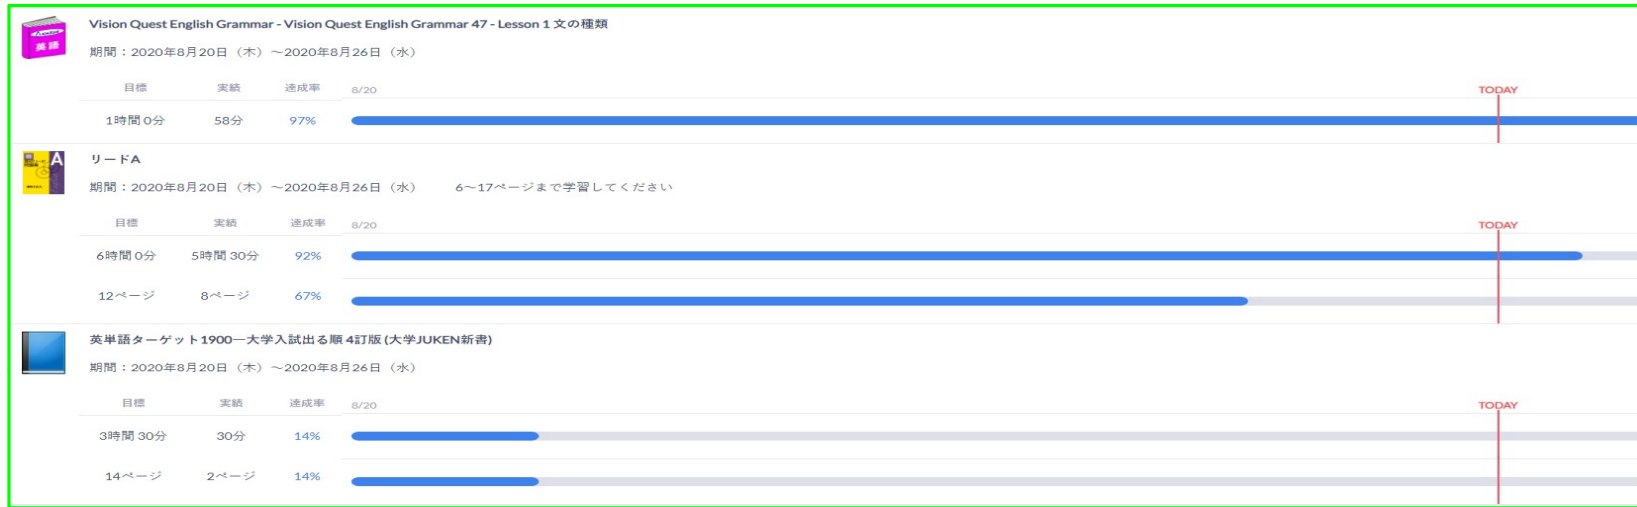 Vision Quest English Grammar - Vision Quest English Grammar 47 - Lesson 1 文の種類
英語
期間：2020年8月20日（木）～2020年8月26日（水）
目標 実績 達成率 8/20 TODAY
1時間 0分 58分 97%
リードA
A
期間：2020年8月20日（木）～2020年8月26日（水） 6～17ページまで学習してください
目標 実績 達成率 8/20 TODAY
6時間 0分 5時間 30分 92%
12ページ 8ページ 67%
英単語ターゲット1900―大学入試出る順 4訂版 (大学JUKEN新書)
期間：2020年8月20日（木）～2020年8月26日（水）
目標 実績 達成率 8/20 TODAY
3時間 30分 30分 14%
14ページ 2ページ 14%